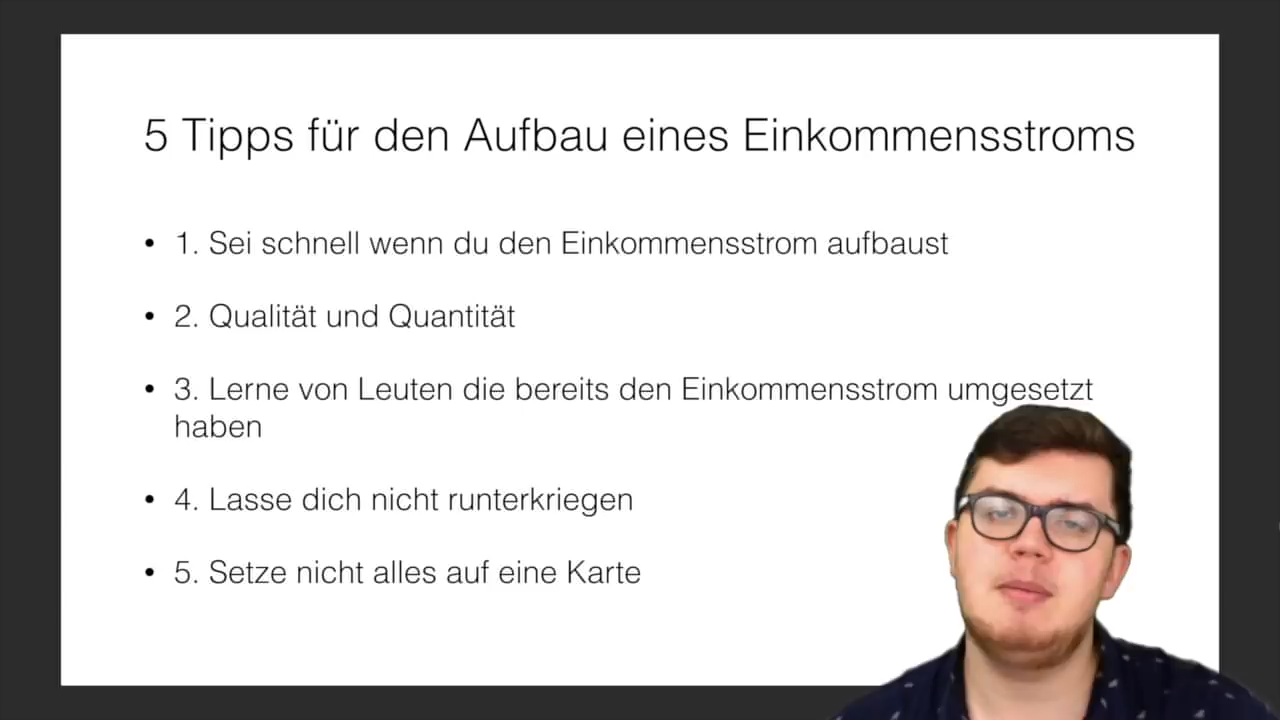 5 Tipps für den Aufbau eines Einkommensstroms
• 1. Sei schnell wenn du den Einkommensstrom aufbaust
• 2. Qualität und Quantität
• 3. Lerne von Leuten die bereits den Einkommensstrom umgesetzt
haben
• 4. Lasse dich nicht runterkriegen
• 5. Setze nicht alles auf eine Karte